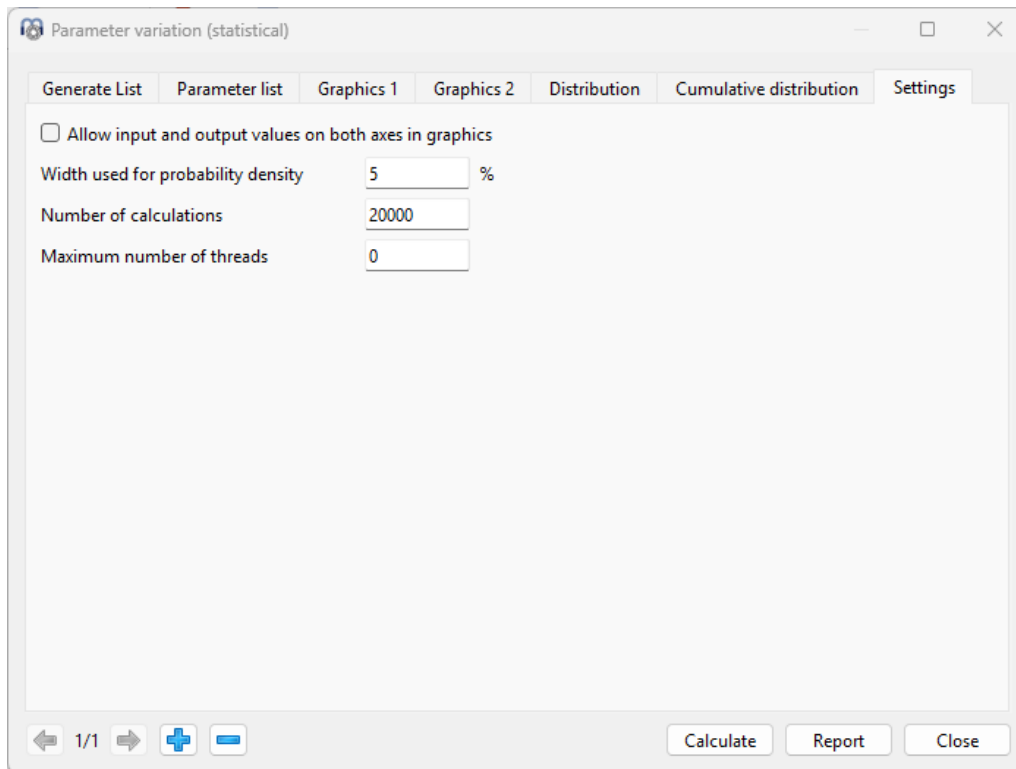 Parameter variation (statistical)
Generate List Parameter list Graphics 1 Graphics 2 Distribution Cumulative distribution Settings
Allow input and output values on both axes in graphics
Width used for probability density 5 %
Number of calculations 20000
Maximum number of threads 0
1/1 Calculate Report Close